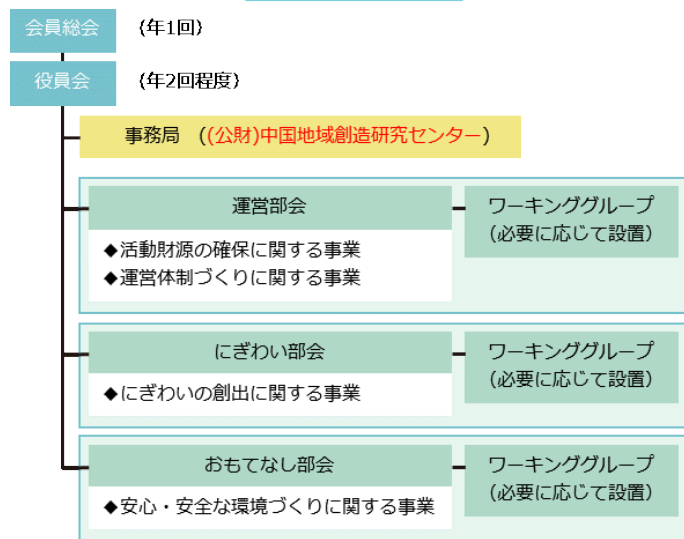 会員総会 (年1回)
役員会 (年2回程度)
事務局 ((公財)中国地域創造研究センター)
運営部会
◆活動財源の確保に関する事業
◆運営体制づくりに関する事業
ワーキンググループ
(必要に応じて設置)
にぎわい部会
◆にぎわいの創出に関する事業
ワーキンググループ
(必要に応じて設置)
おもてなし部会
◆安心・安全な環境づくりに関する事業
ワーキンググループ
(必要に応じて設置)